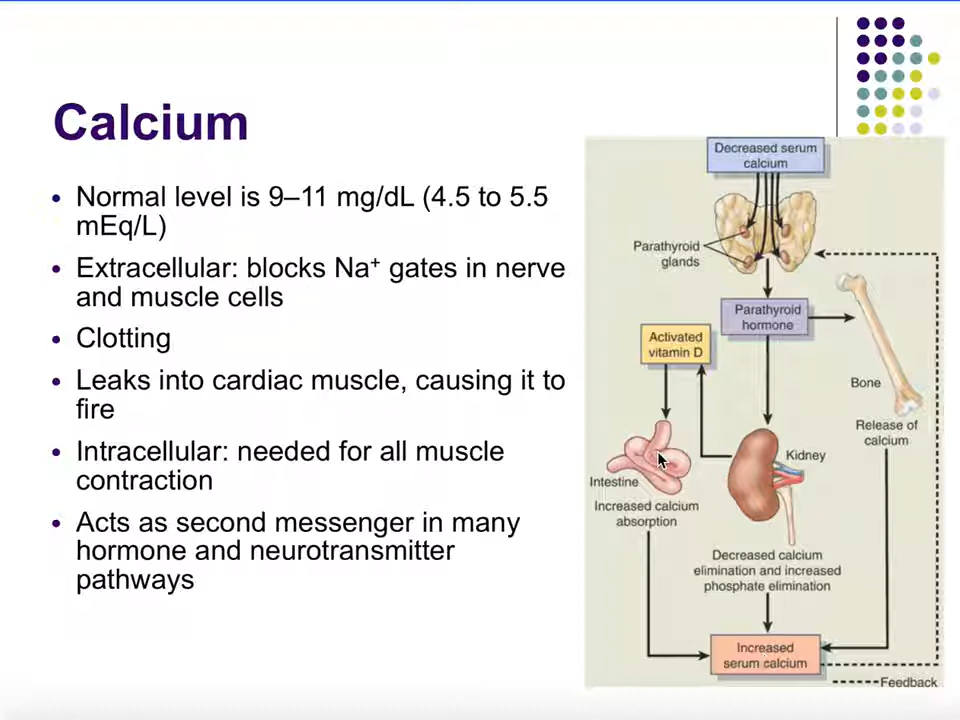 Calcium
• Normal level is 9–11 mg/dL (4.5 to 5.5
mEq/L)
• Extracellular: blocks Na⁺ gates in nerve
and muscle cells
• Clotting
• Leaks into cardiac muscle, causing it to
fire
• Intracellular: needed for all muscle
contraction
• Acts as second messenger in many
hormone and neurotransmitter
pathways
Decreased serum
calcium
Parathyroid
glands
Parathyroid
hormone
Activated
vitamin D
Bone
Release of
calcium
Kidney
Intestine
Increased calcium
absorption
Decreased calcium
elimination and increased
phosphate elimination
Increased
serum calcium
Feedback